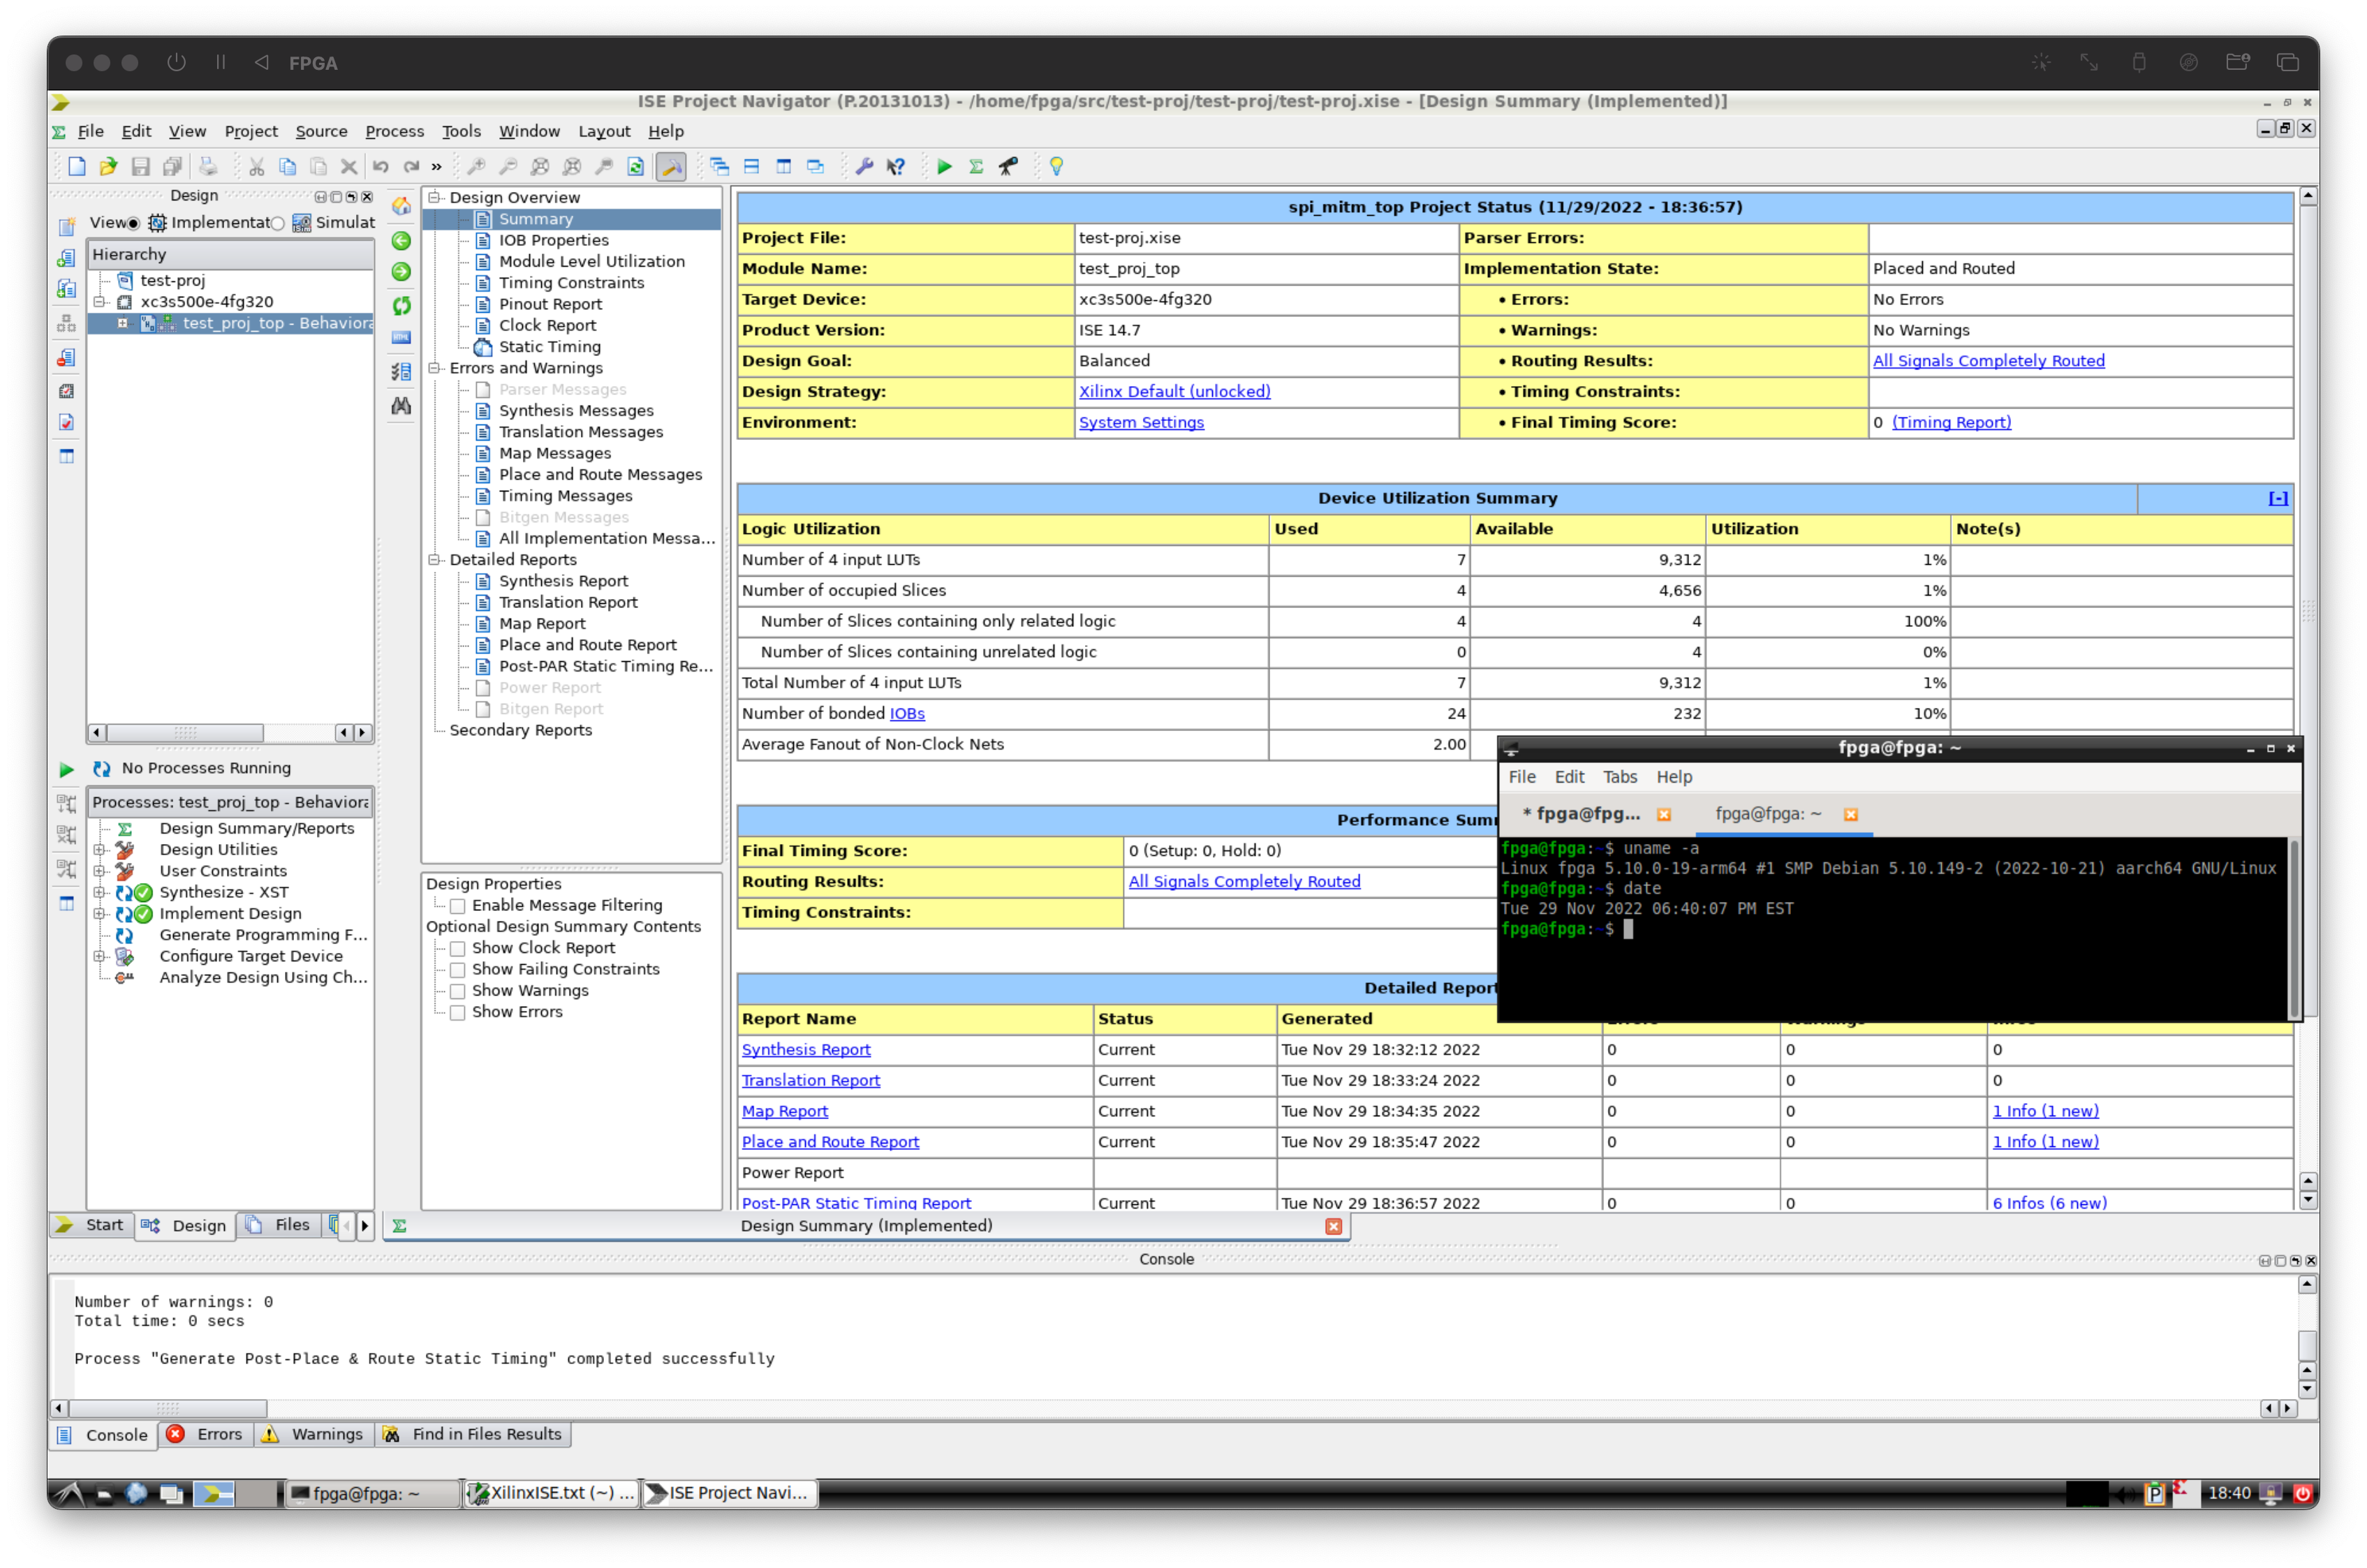 FPGA
ISE Project Navigator (P.20131013) - /home/fpga/src/test-proj/test-proj/test-proj.xise - [Design Summary (Implemented)]
File Edit View Project Source Process Tools Window Layout Help
Design
View Implementat Simulat
Hierarchy
test-proj
xc3s500e-4fg320
test_proj_top - Behaviora
No Processes Running
Processes: test_proj_top - Behaviora
Design Summary/Reports
Design Utilities
User Constraints
Synthesize - XST
Implement Design
Generate Programming F...
Configure Target Device
Analyze Design Using Ch...
Start Design Files
Design Overview
Summary
IOB Properties
Module Level Utilization
Timing Constraints
Pinout Report
Clock Report
Static Timing
Errors and Warnings
Parser Messages
Synthesis Messages
Translation Messages
Map Messages
Place and Route Messages
Timing Messages
Bitgen Messages
All Implementation Messa...
Detailed Reports
Synthesis Report
Translation Report
Map Report
Place and Route Report
Post-PAR Static Timing Re...
Power Report
Bitgen Report
Secondary Reports
Design Properties
Enable Message Filtering
Optional Design Summary Contents
Show Clock Report
Show Failing Constraints
Show Warnings
Show Errors
spi_mitm_top Project Status (11/29/2022 - 18:36:57)
Project File: test-proj.xise Parser Errors:
Module Name: test_proj_top Implementation State: Placed and Routed
Target Device: xc3s500e-4fg320 • Errors: No Errors
Product Version: ISE 14.7 • Warnings: No Warnings
Design Goal: Balanced • Routing Results: All Signals Completely Routed
Design Strategy: Xilinx Default (unlocked) • Timing Constraints:
Environment: System Settings • Final Timing Score: 0 (Timing Report)
Device Utilization Summary [-]
Logic Utilization Used Available Utilization Note(s)
Number of 4 input LUTs 7 9,312 1%
Number of occupied Slices 4 4,656 1%
Number of Slices containing only related logic 4 4 100%
Number of Slices containing unrelated logic 0 4 0%
Total Number of 4 input LUTs 7 9,312 1%
Number of bonded IOBs 24 232 10%
Average Fanout of Non-Clock Nets 2.00
Performance Sum
Final Timing Score: 0 (Setup: 0, Hold: 0)
Routing Results: All Signals Completely Routed
Timing Constraints:
Detailed Report
Report Name Status Generated
Synthesis Report Current Tue Nov 29 18:32:12 2022 0 0 0
Translation Report Current Tue Nov 29 18:33:24 2022 0 0 0
Map Report Current Tue Nov 29 18:34:35 2022 0 0 1 Info (1 new)
Place and Route Report Current Tue Nov 29 18:35:47 2022 0 0 1 Info (1 new)
Power Report
Post-PAR Static Timing Report Current Tue Nov 29 18:36:57 2022 0 0 6 Infos (6 new)
Design Summary (Implemented)
fpga@fpga: ~
File Edit Tabs Help
* fpga@fpg... fpga@fpga: ~
fpga@fpga:~$ uname -a
Linux fpga 5.10.0-19-arm64 #1 SMP Debian 5.10.149-2 (2022-10-21) aarch64 GNU/Linux
fpga@fpga:~$ date
Tue 29 Nov 2022 06:40:07 PM EST
fpga@fpga:~$
Console
Number of warnings: 0
Total time: 0 secs
Process "Generate Post-Place & Route Static Timing" completed successfully
Console Errors Warnings Find in Files Results
fpga@fpga: ~ XilinxISE.txt (~) ... ISE Project Navi... 18:40